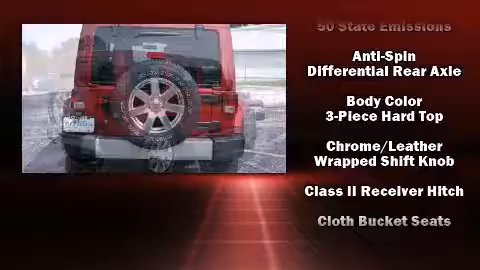 50 State Emissions
Anti-Spin
Differential Rear Axle
Body Color
3-Piece Hard Top
Chrome/Leather
Wrapped Shift Knob
Class II Receiver Hitch
Cloth Bucket Seats